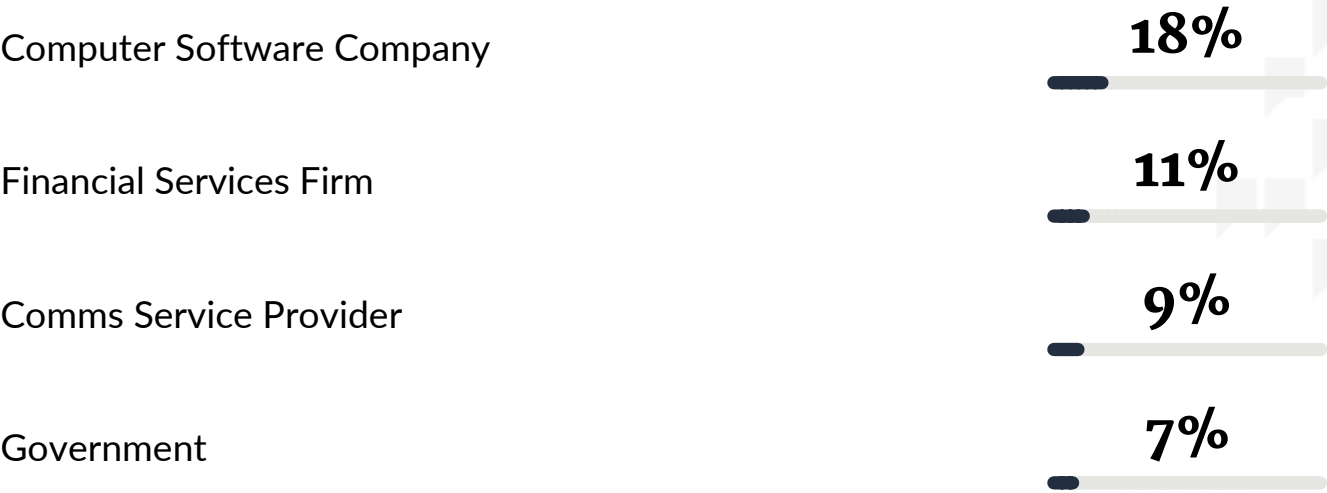 Computer Software Company 18%
Financial Services Firm 11%
Comms Service Provider 9%
Government 7%